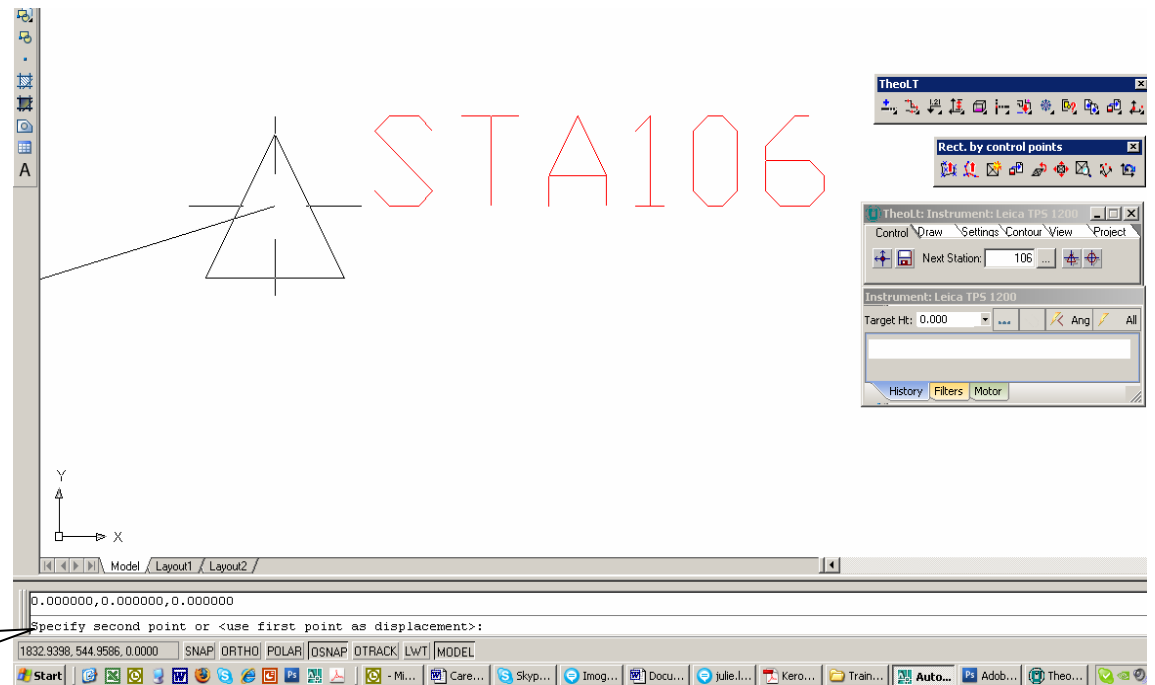 A
STA106
TheoLT
Rect. by control points
TheoLt: Instrument: Leica TPS 1200
Control Draw Settings Contour View Project
Next Station: 106 ...
Instrument: Leica TPS 1200
Target Ht: 0.000 ... Ang All
History Filters Motor
Y
X
Model Layout1 Layout2
0.000000,0.000000,0.000000
Specify second point or <use first point as displacement>:
1832.9398, 544.9586, 0.0000 SNAP ORTHO POLAR OSNAP OTRACK LWT MODEL
Start - Mi... Care... Skyp... Imog... Docu... julie.l... Kero... Train... Auto... Adob... Theo...